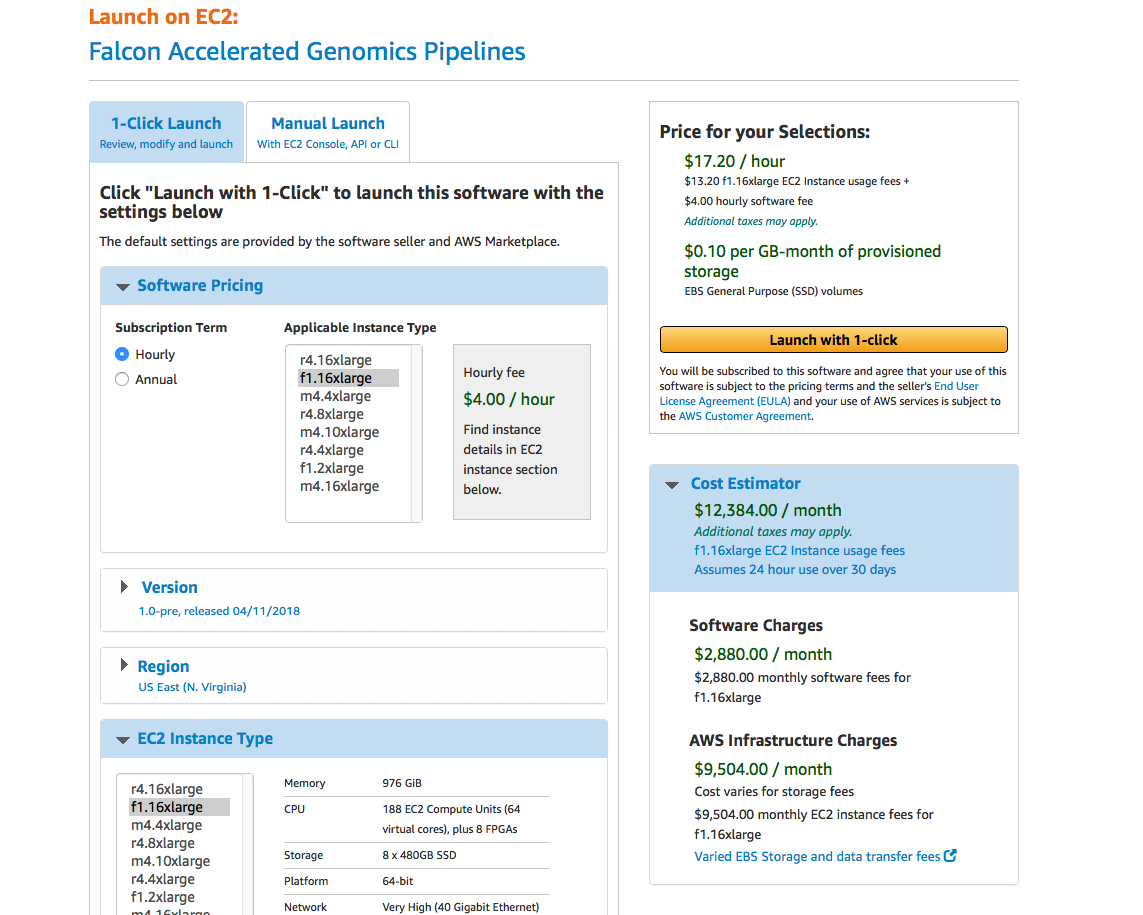 Launch on EC2:
Falcon Accelerated Genomics Pipelines
1-Click Launch
Review, modify and launch
Manual Launch
With EC2 Console, API or CLI
Click "Launch with 1-Click" to launch this software with the
settings below
The default settings are provided by the software seller and AWS Marketplace.
Software Pricing
Subscription Term
Hourly
Annual
Applicable Instance Type
r4.16xlarge
f1.16xlarge
m4.4xlarge
r4.8xlarge
m4.10xlarge
r4.4xlarge
f1.2xlarge
m4.16xlarge
Hourly fee
$4.00 / hour
Find instance
details in EC2
instance section
below.
Version
1.0-pre, released 04/11/2018
Region
US East (N. Virginia)
EC2 Instance Type
r4.16xlarge
f1.16xlarge
m4.4xlarge
r4.8xlarge
m4.10xlarge
r4.4xlarge
f1.2xlarge
m4.16xlarge
Memory 976 GiB
CPU 188 EC2 Compute Units (64
virtual cores), plus 8 FPGAs
Storage 8 x 480GB SSD
Platform 64-bit
Network Very High (40 Gigabit Ethernet)
Price for your Selections:
$17.20 / hour
$13.20 f1.16xlarge EC2 Instance usage fees +
$4.00 hourly software fee
Additional taxes may apply.
$0.10 per GB-month of provisioned
storage
EBS General Purpose (SSD) volumes
Launch with 1-click
You will be subscribed to this software and agree that your use of this
software is subject to the pricing terms and the seller's End User
License Agreement (EULA) and your use of AWS services is subject to
the AWS Customer Agreement.
Cost Estimator
$12,384.00 / month
Additional taxes may apply.
f1.16xlarge EC2 Instance usage fees
Assumes 24 hour use over 30 days
Software Charges
$2,880.00 / month
$2,880.00 monthly software fees for
f1.16xlarge
AWS Infrastructure Charges
$9,504.00 / month
Cost varies for storage fees
$9,504.00 monthly EC2 instance fees for
f1.16xlarge
Varied EBS Storage and data transfer fees